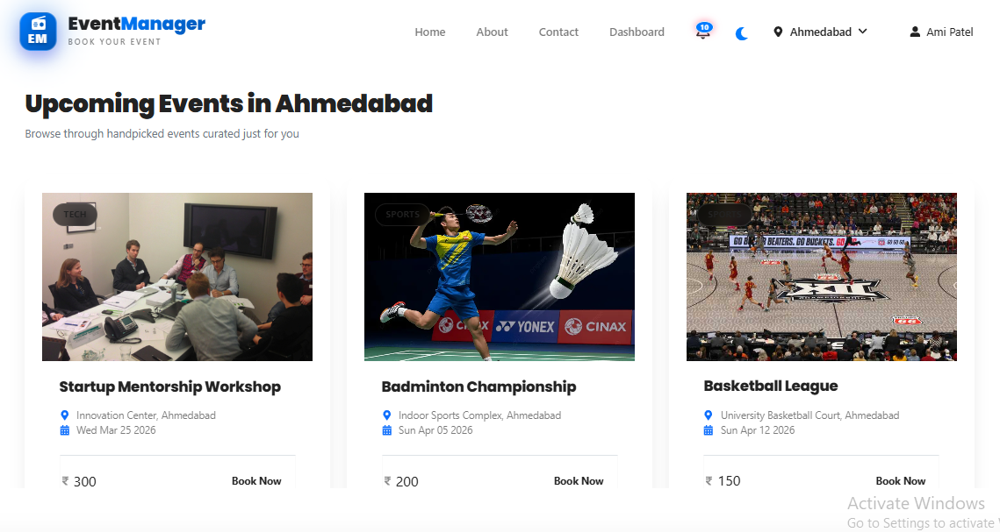 EM
EventManager
BOOK YOUR EVENT
Home
About
Contact
Dashboard
10
Ahmedabad
Ami Patel
Upcoming Events in Ahmedabad
Browse through handpicked events curated just for you
TECH
SPORTS
YONEX
CINAX
SPORTS
BEATERS. GO BUCKETS. GO
XII
CHAMPIONSHIP
66
Startup Mentorship Workshop
Innovation Center, Ahmedabad
Wed Mar 25 2026
₹ 300
Book Now
Badminton Championship
Indoor Sports Complex, Ahmedabad
Sun Apr 05 2026
₹ 200
Book Now
Basketball League
University Basketball Court, Ahmedabad
Sun Apr 12 2026
₹ 150
Book Now
Activate Windows
Go to Settings to activate